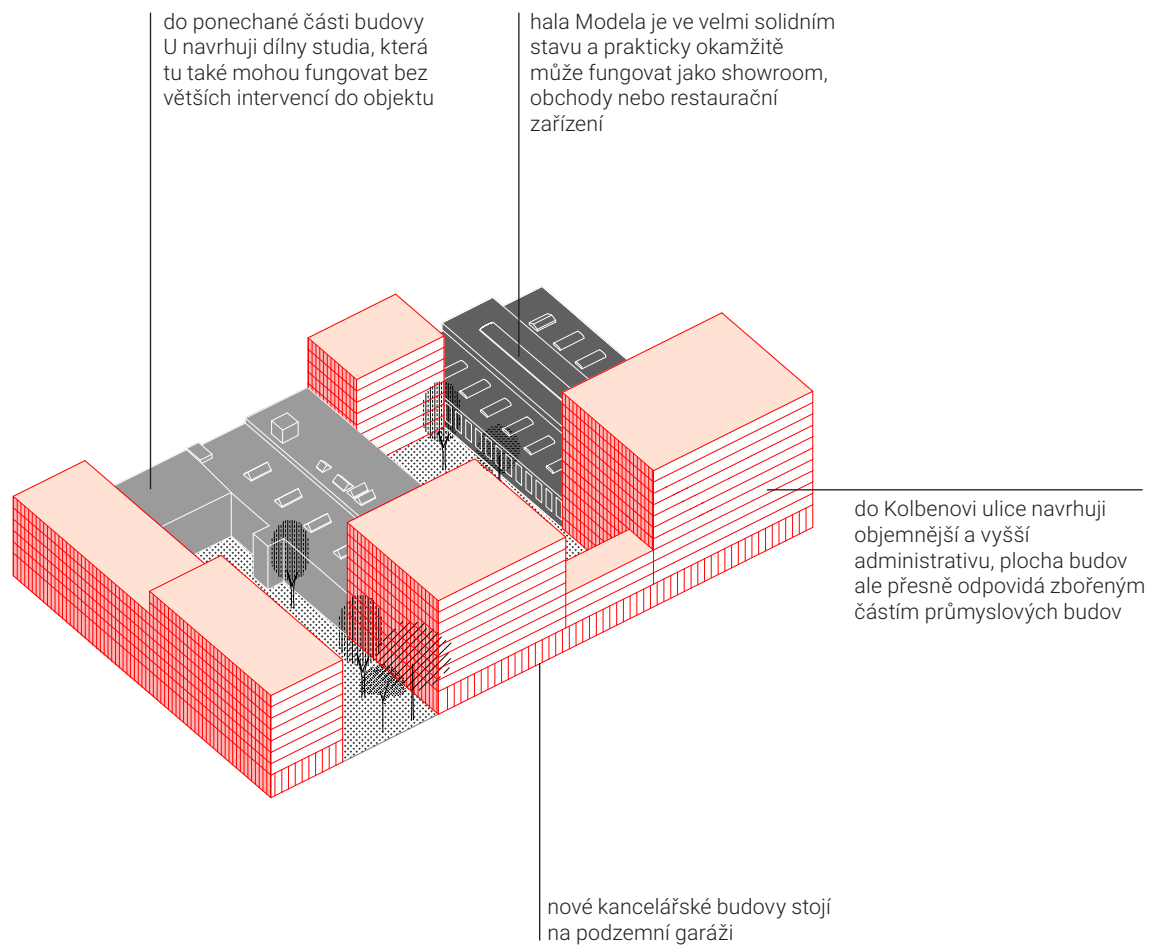 do ponechané části budovy
U navrhuji dílny studia, která
tu také mohou fungovat bez
větších intervencí do objektu
hala Modela je ve velmi solidním
stavu a prakticky okamžitě
může fungovat jako showroom,
obchody nebo restaurační
zařízení
do Kolbenovi ulice navrhuji
objemnější a vyšší
administrativu, plocha budov
ale přesně odpovídá zbořeným
částím průmyslových budov
nové kancelářské budovy stojí
na podzemní garáži